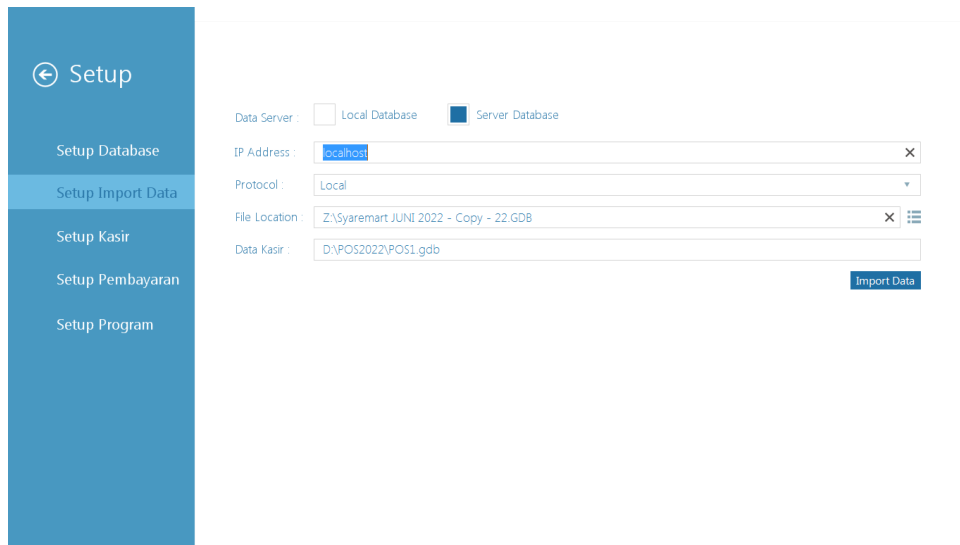 Setup
Setup Database
Setup Import Data
Setup Kasir
Setup Pembayaran
Setup Program
Data Server : Local Database Server Database
IP Address : localhost
Protocol : Local
File Location : Z:\Syaremart JUNI 2022 - Copy - 22.GDB
Data Kasir : D:\POS2022\POS1.gdb
Import Data